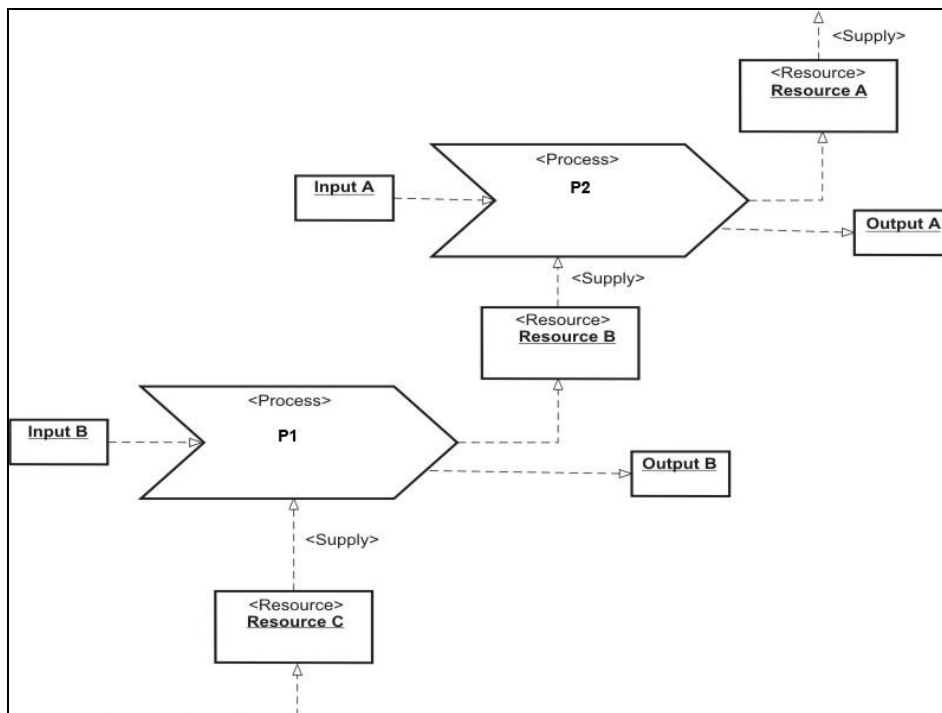 <Supply>
<Resource>
Resource A
<Process>
P2
Input A
Output A
<Supply>
<Resource>
Resource B
<Process>
P1
Input B
Output B
<Supply>
<Resource>
Resource C